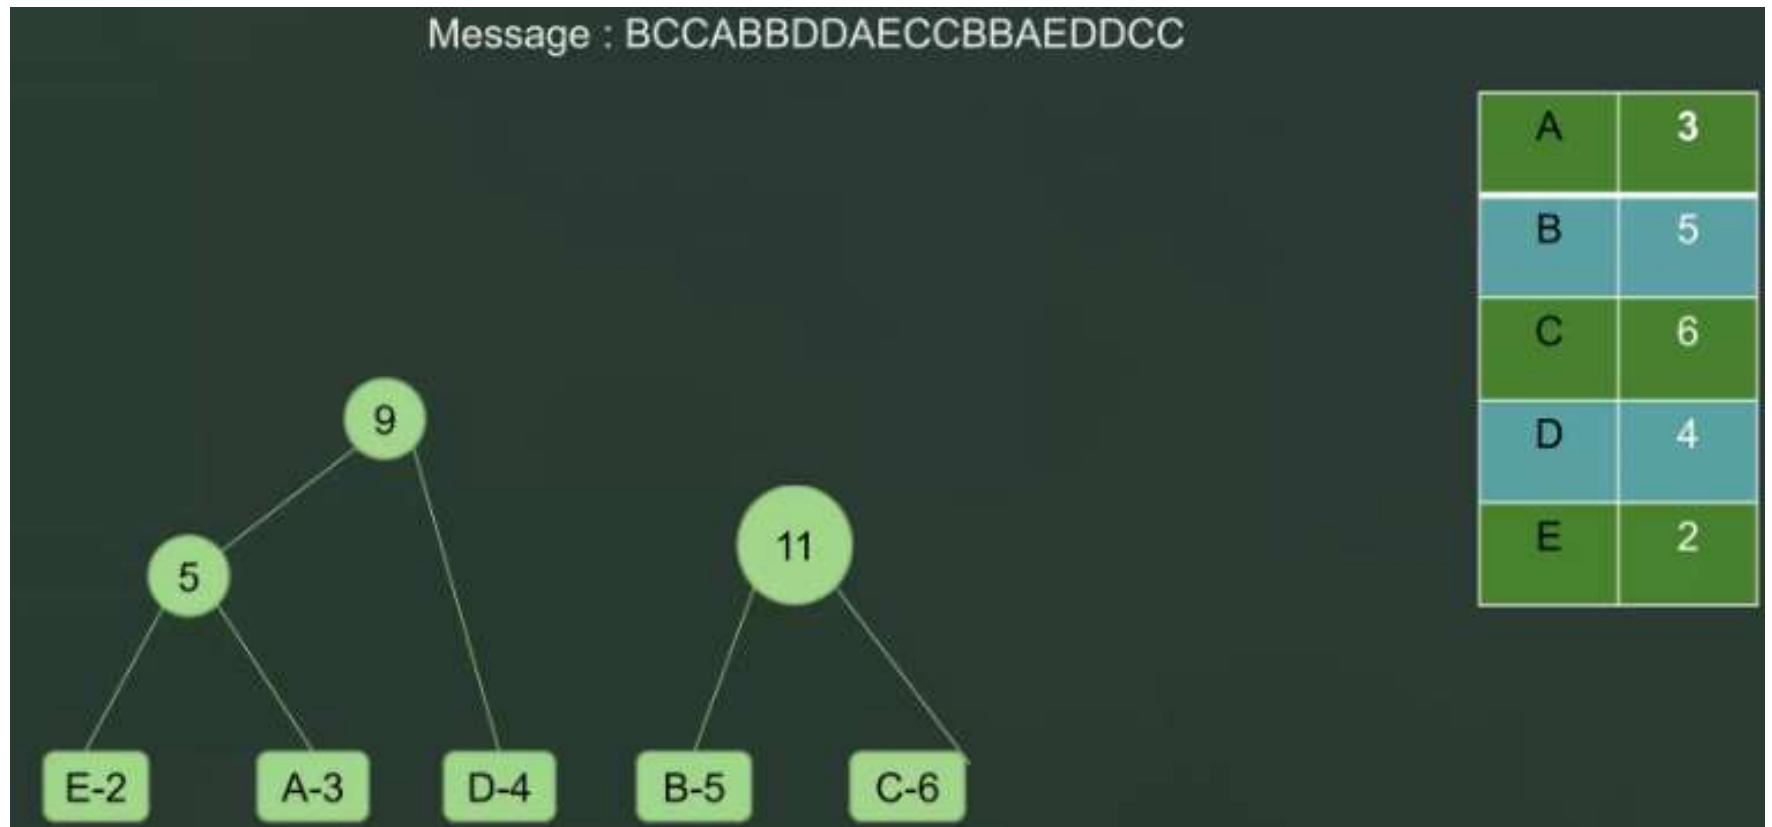 Message : BCCABBDDAECCBBAEDDCC
A 3
B 5
C 6
D 4
E 2
9
5
11
E-2 A-3 D-4 B-5 C-6